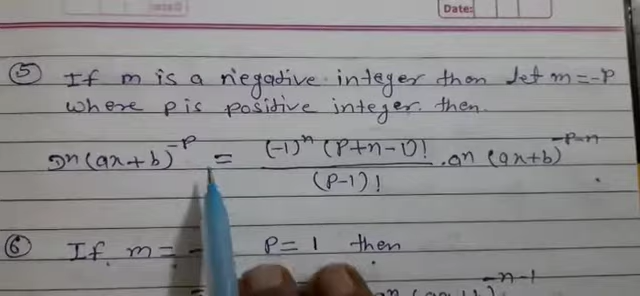 Date:
⑤ If m is a negative integer then let m = -P
where P is positive integer then
Dⁿ(ax+b)^-P = (-1)ⁿ (P+n-1)! / (P-1)! . aⁿ (ax+b)^-P-n
⑥ If m = - P = 1 then
-n-1